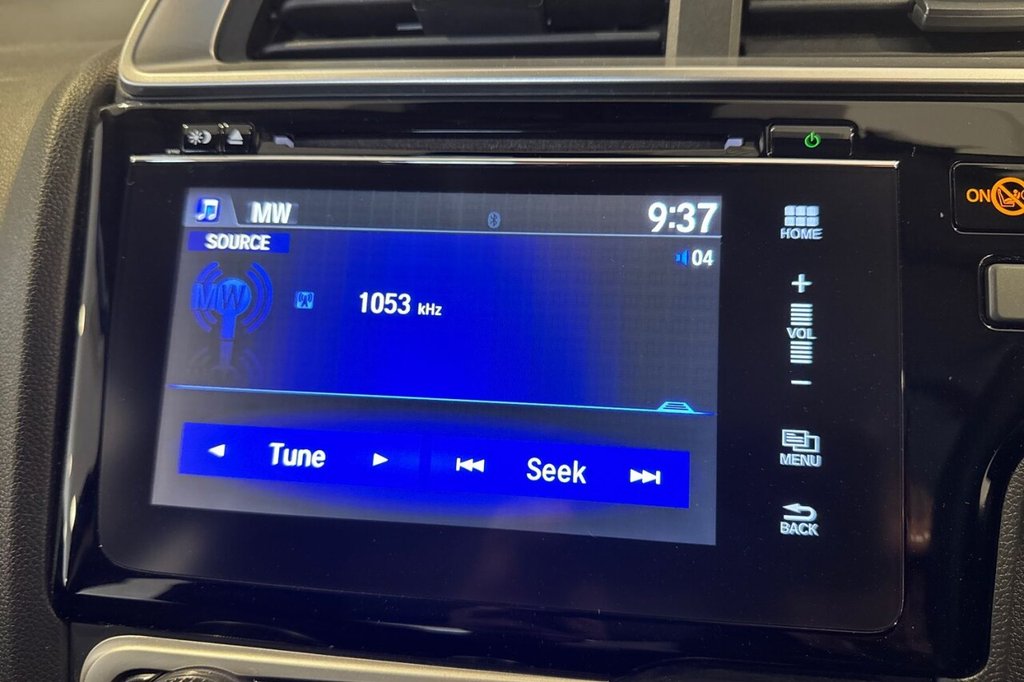 MW
9:37
SOURCE
04
MW
1053 kHz
Tune
Seek
HOME
+
VOL
−
MENU
BACK
ON